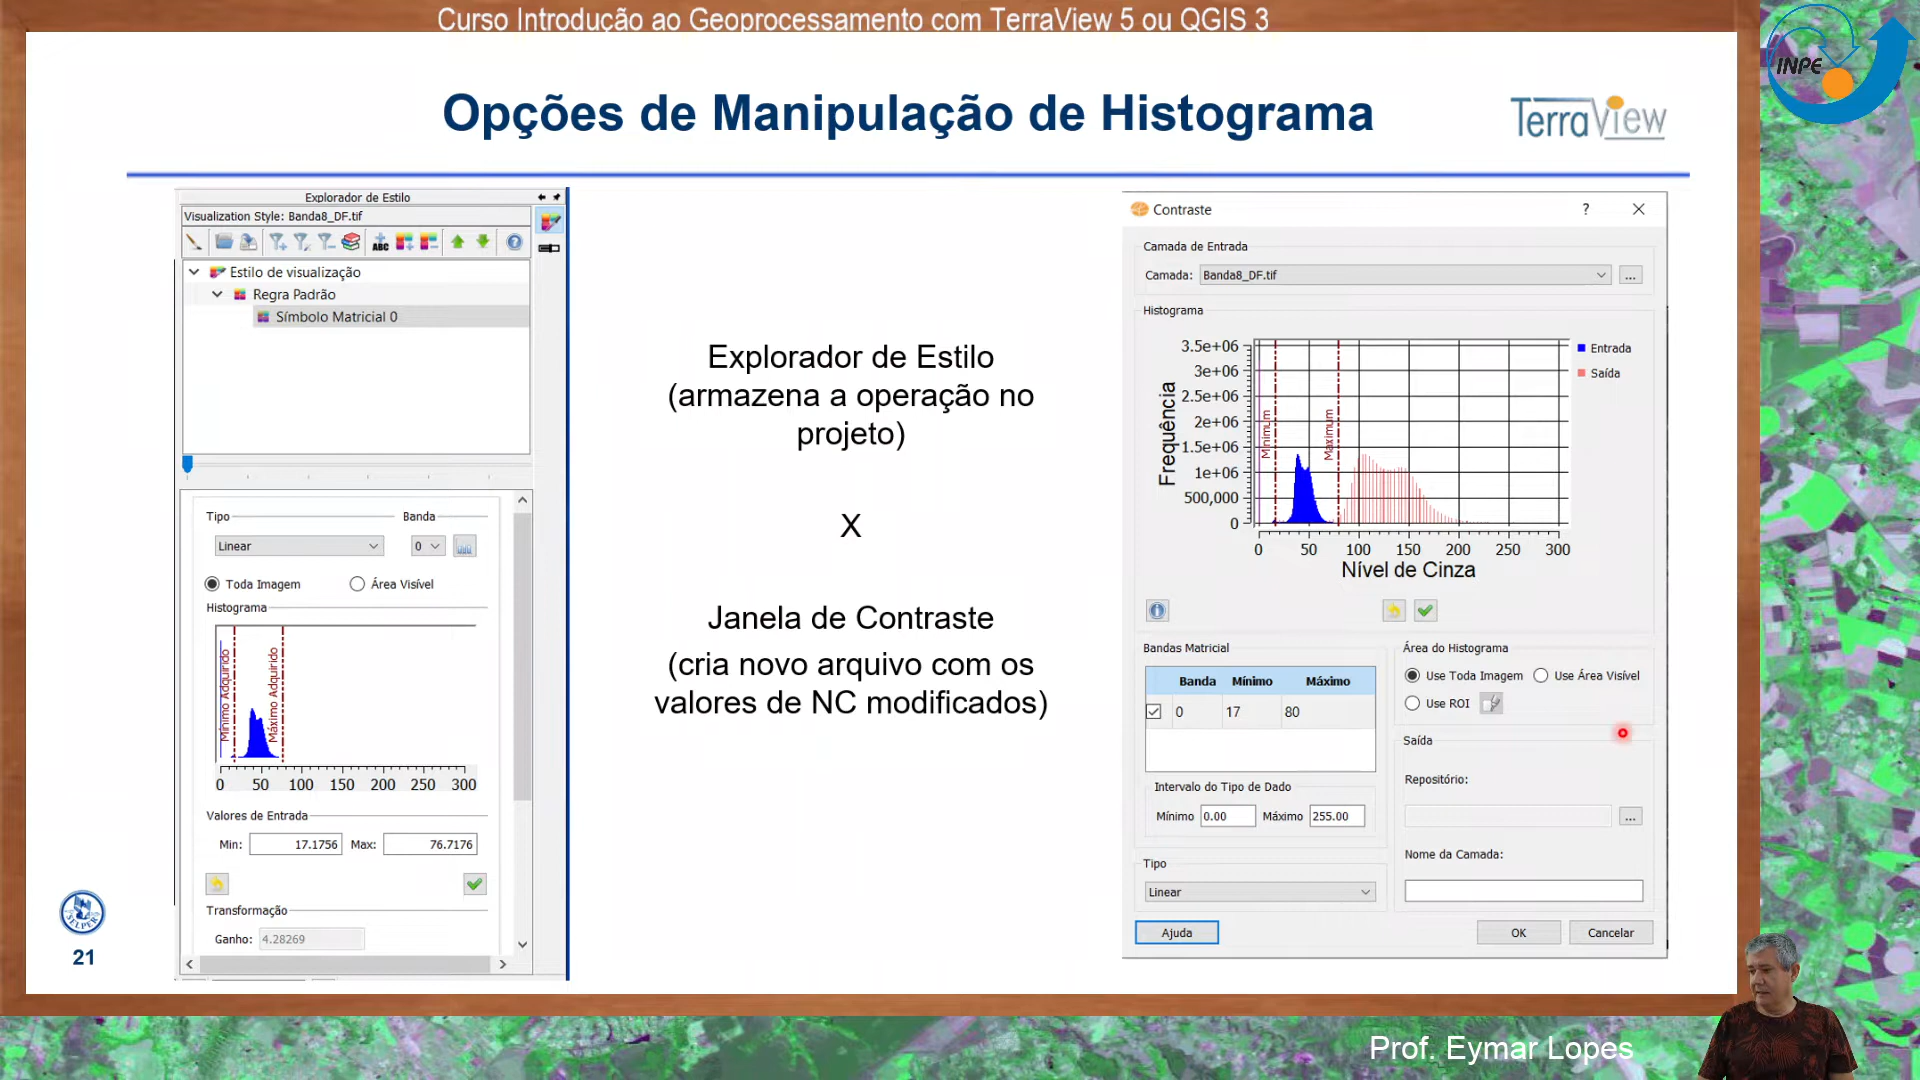 Curso Introdução ao Geoprocessamento com TerraView 5 ou QGIS 3
INPE
Opções de Manipulação de Histograma
TerraView
Explorador de Estilo
Visualization Style: Banda8_DF.tif
ABC
Estilo de visualização
Regra Padrão
Símbolo Matricial 0
Tipo
Banda
Linear
0
Toda Imagem
Área Visível
Histograma
Mínimo Adquirido
Máximo Adquirido
0 50 100 150 200 250 300
Valores de Entrada
Min: 17.1756 Max: 76.7176
Transformação
Ganho: 4.28269
Explorador de Estilo
(armazena a operação no
projeto)
X
Janela de Contraste
(cria novo arquivo com os
valores de NC modificados)
Contraste
?
Camada de Entrada
Camada: Banda8_DF.tif
...
Histograma
Frequência
3.5e+06
3e+06
2.5e+06
2e+06
1.5e+06
1e+06
500,000
0
Minimum
Maximum
Entrada
Saída
0 50 100 150 200 250 300
Nível de Cinza
Bandas Matricial
Banda Mínimo Máximo
0 17 80
Intervalo do Tipo de Dado
Mínimo 0.00 Máximo 255.00
Tipo
Linear
Área do Histograma
Use Toda Imagem Use Área Visível
Use ROI
Saída
Repositório:
...
Nome da Camada:
Ajuda
OK
Cancelar
SELPER
21
Prof. Eymar Lopes